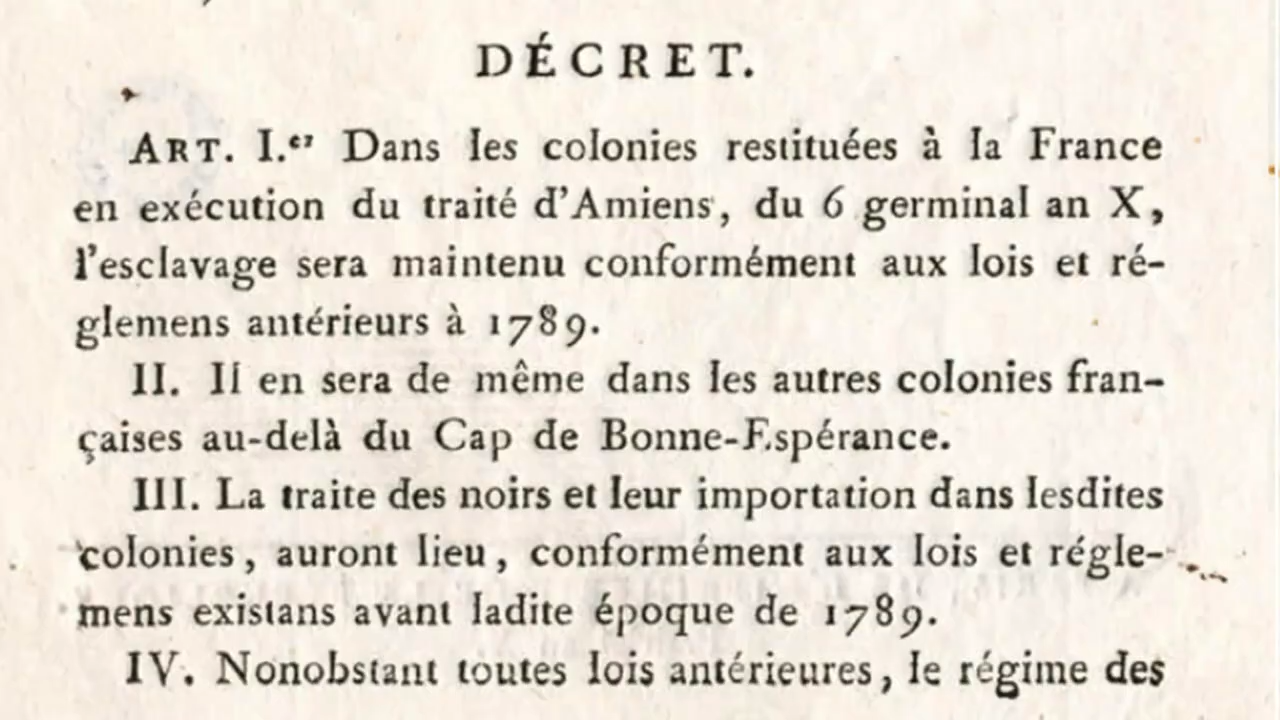 DÉCRET.
ART. I.er Dans les colonies restituées à la France
en exécution du traité d'Amiens, du 6 germinal an X,
l'esclavage sera maintenu conformément aux lois et ré-
glemens antérieurs à 1789.
II. Il en sera de même dans les autres colonies fran-
çaises au-delà du Cap de Bonne-Espérance.
III. La traite des noirs et leur importation dans lesdites
colonies, auront lieu, conformément aux lois et régle-
mens existans avant ladite époque de 1789.
IV. Nonobstant toutes lois antérieures, le régime des